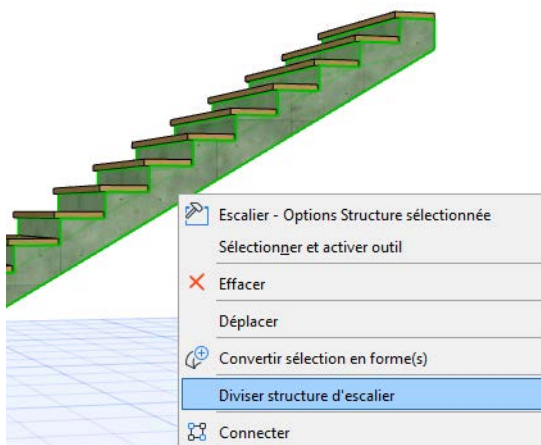 Escalier - Options Structure sélectionnée
Sélectionner et activer outil
Effacer
Déplacer
Convertir sélection en forme(s)
Diviser structure d'escalier
Connecter